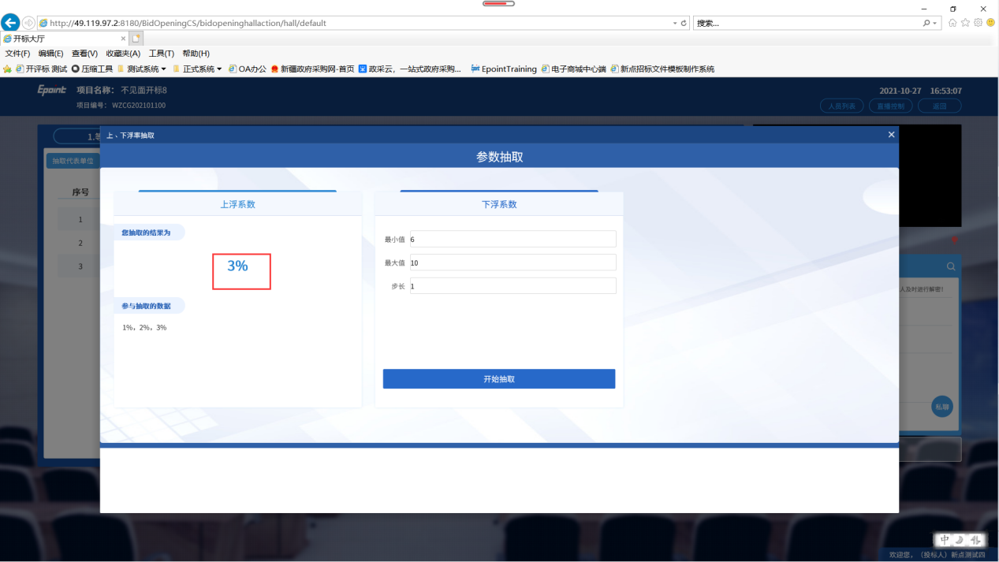 http://49.119.97.2:8180/BidOpeningCS/bidopeninghallaction/hall/default
搜索...
开标大厅
文件(F) 编辑(E) 查看(V) 收藏夹(A) 工具(T) 帮助(H)
开评标 测试 压缩工具 测试系统 正式系统 OA办公 新疆政府采购网-首页 政采云，一站式政府采购... EpointTraining 电子商城中心端 新点招标文件模板制作系统
Epoint 项目名称： 不见面开标8
2021-10-27 16:53:07
项目编号： WZCG202101100
人员列表 直播控制 返回
1.等
上、下浮率抽取
抽取代表单位
参数抽取
序号
1
2
3
上浮系数
您抽取的结果为
3%
参与抽取的数据
1%，2%，3%
下浮系数
最小值 6
最大值 10
步长 1
开始抽取
人及时进行解密!
私聊
中
欢迎您，（投标人）新点测试四